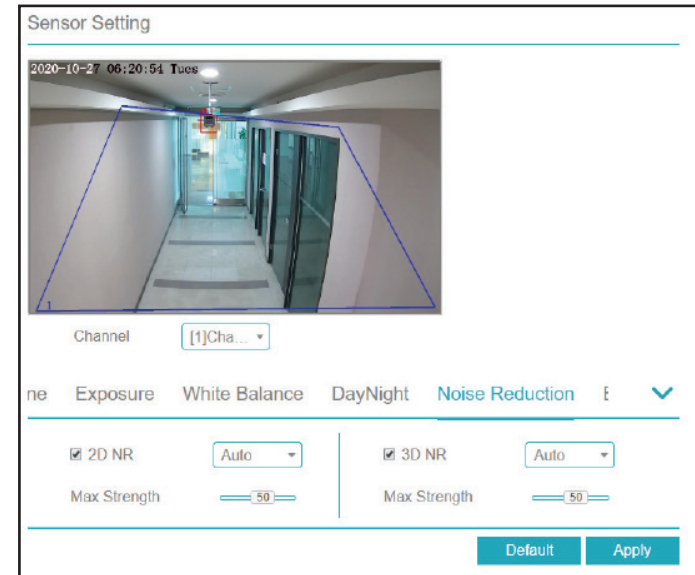 Sensor Setting
2020-10-27 06:20:54 Tues
1
Channel [1]Cha...
ne Exposure White Balance DayNight Noise Reduction E
2D NR Auto 3D NR Auto
Max Strength 50 Max Strength 50
Default Apply